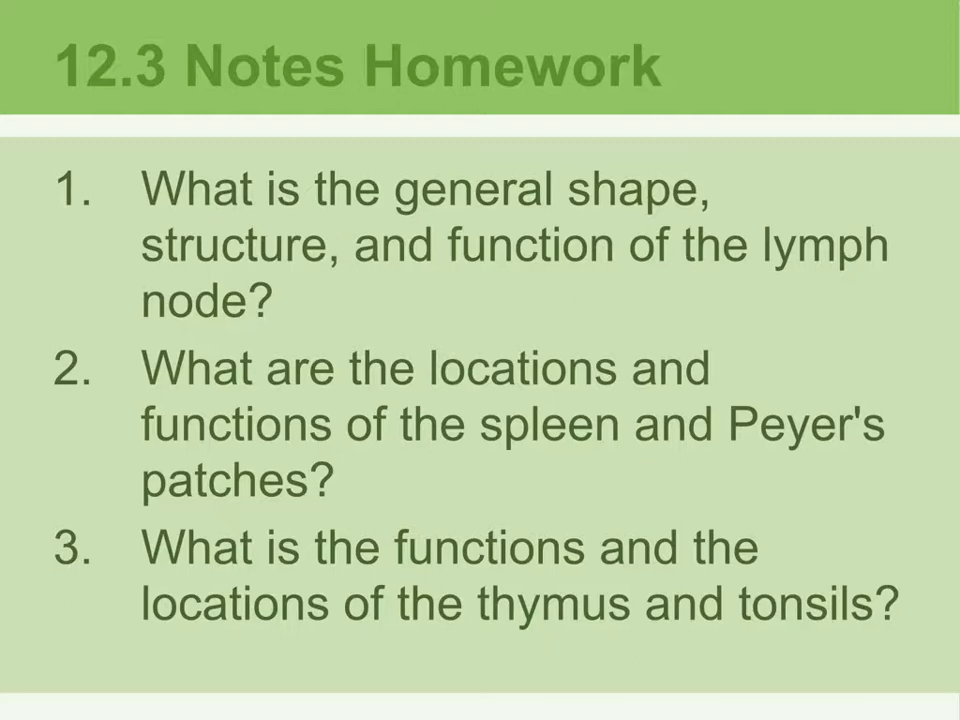 12.3 Notes Homework
1. What is the general shape,
structure, and function of the lymph
node?
2. What are the locations and
functions of the spleen and Peyer's
patches?
3. What is the functions and the
locations of the thymus and tonsils?